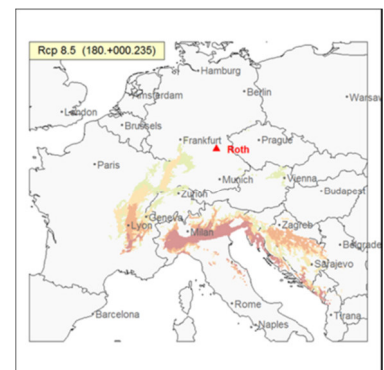 Rcp 8.5 (180.+000.235)
Hamburg
Amsterdam
Berlin
Warsaw
London
Brussels
Frankfurt
Prague
Roth
Paris
Munich
Vienna
Zurich
Budapest
Geneva
Lyon
Milan
Zagreb
Belgrade
Sarajevo
Barcelona
Rome
Naples
Tirana